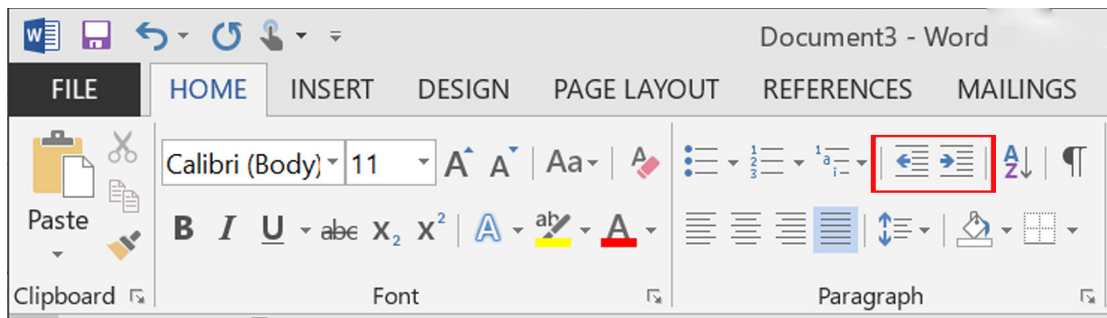 Document3 - Word
FILE HOME INSERT DESIGN PAGE LAYOUT REFERENCES MAILINGS
Calibri (Body) 11 A A Aa A
Paste
B I U abc X2 X² A ab A
Clipboard Font Paragraph